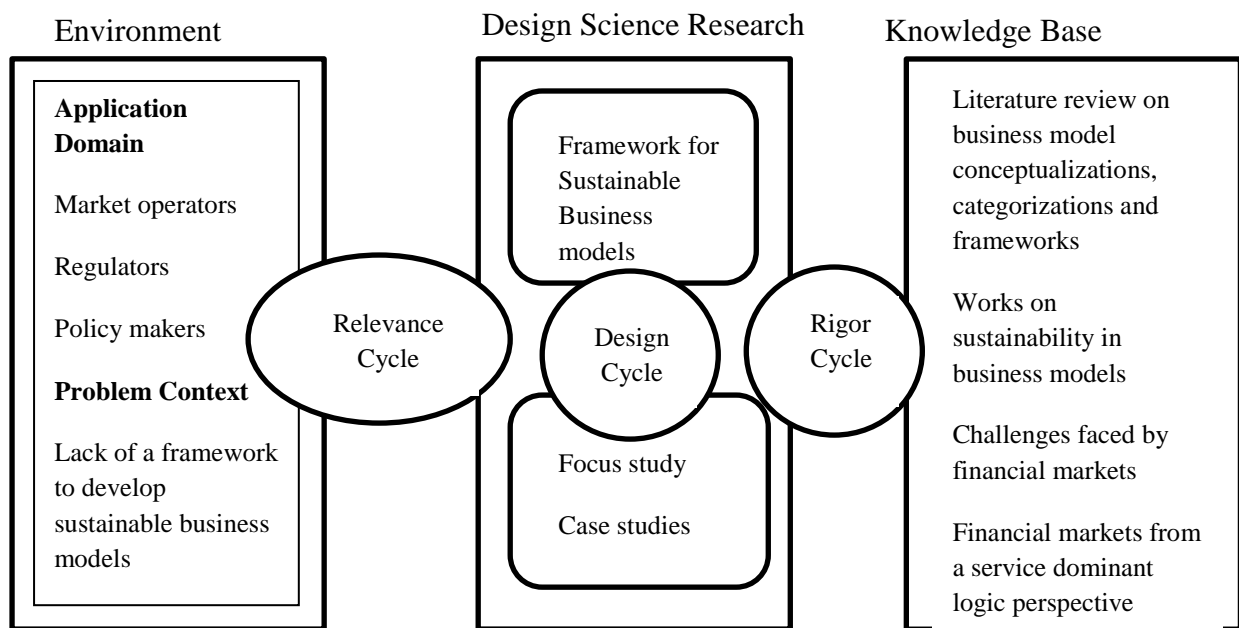 Environment
Design Science Research
Knowledge Base
Application
Domain
Market operators
Regulators
Policy makers
Problem Context
Lack of a framework
to develop
sustainable business
models
Relevance
Cycle
Framework for
Sustainable
Business
models
Design
Cycle
Focus study
Case studies
Rigor
Cycle
Literature review on
business model
conceptualizations,
categorizations and
frameworks
Works on
sustainability in
business models
Challenges faced by
financial markets
Financial markets from
a service dominant
logic perspective